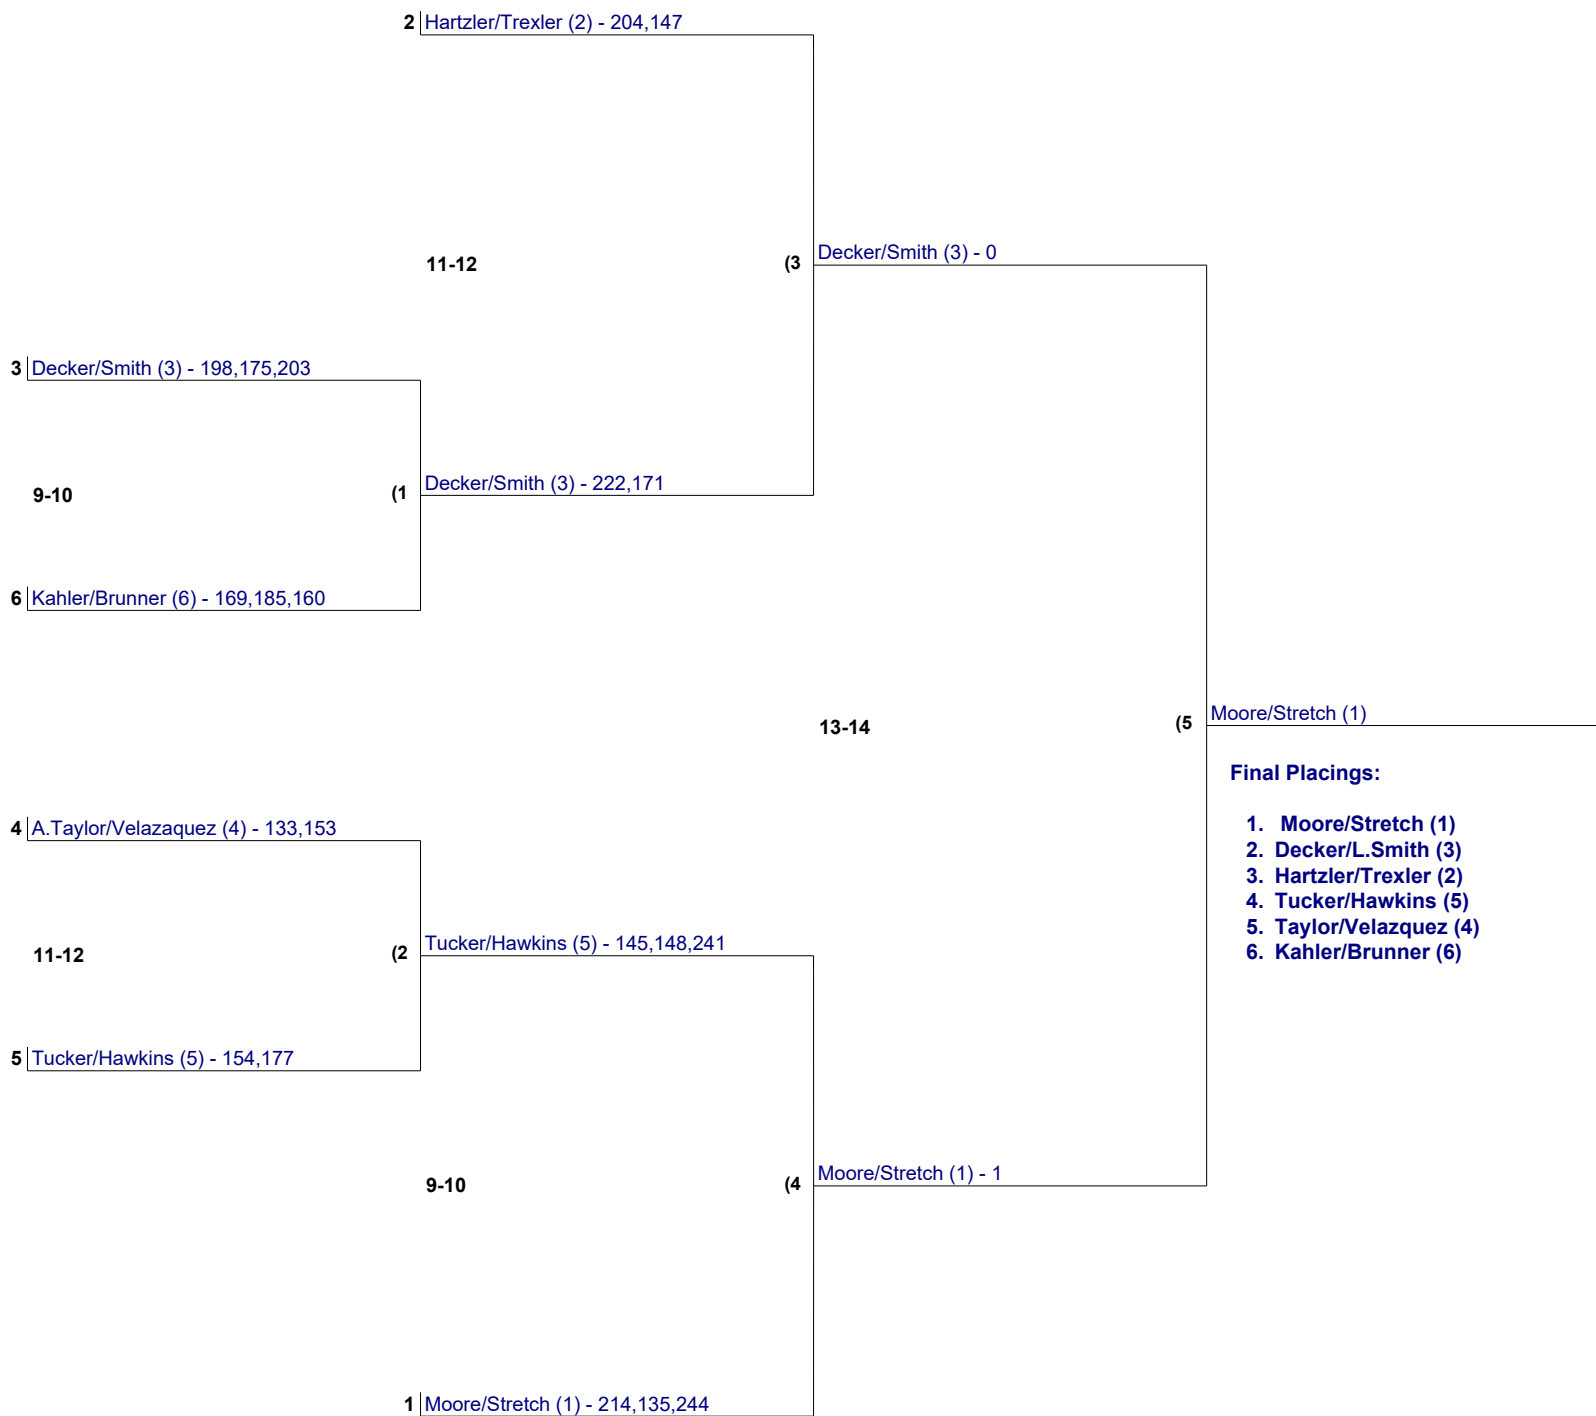 2 Hartzler/Trexler (2) - 204,147
Decker/Smith (3) - 0
11-12 (3
3 Decker/Smith (3) - 198,175,203
Decker/Smith (3) - 222,171
9-10 (1
6 Kahler/Brunner (6) - 169,185,160
Moore/Stretch (1)
13-14 (5
Final Placings:
1. Moore/Stretch (1)
2. Decker/L.Smith (3)
3. Hartzler/Trexler (2)
4. Tucker/Hawkins (5)
5. Taylor/Velazquez (4)
6. Kahler/Brunner (6)
4 A.Taylor/Velazaquez (4) - 133,153
Tucker/Hawkins (5) - 145,148,241
11-12 (2
5 Tucker/Hawkins (5) - 154,177
Moore/Stretch (1) - 1
9-10 (4
1 Moore/Stretch (1) - 214,135,244